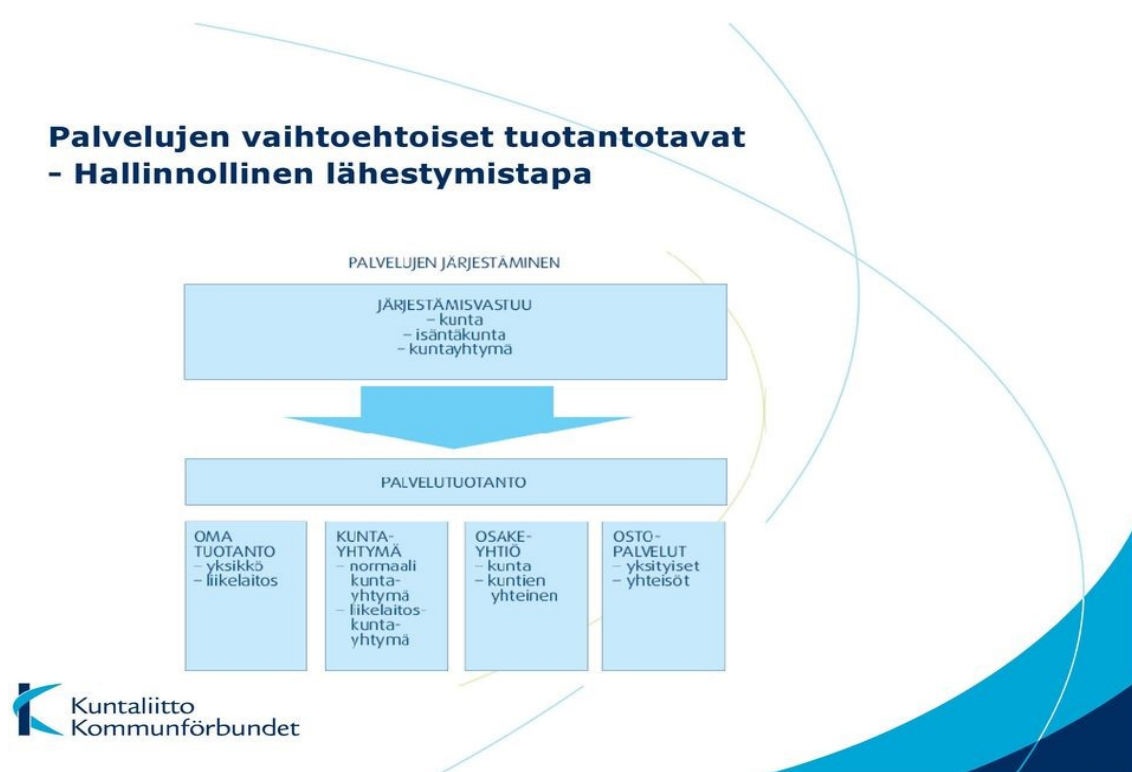 Palvelujen vaihtoehtoiset tuotantotavat
- Hallinnollinen lähestymistapa
PALVELUJEN JÄRJESTÄMINEN
JÄRJESTÄMISVASTUU
– kunta
– isäntäkunta
– kuntayhtymä
PALVELUTUOTANTO
OMA
TUOTANTO
– yksikkö
– liikelaitos
KUNTA-
YHTYMÄ
– normaali
kunta-
yhtymä
– liikelaitos-
kunta-
yhtymä
OSAKE-
YHTIÖ
– kunta
– kuntien
yhteinen
OSTO-
PALVELUT
– yksityiset
– yhteisöt
Kuntaliitto
Kommunförbundet